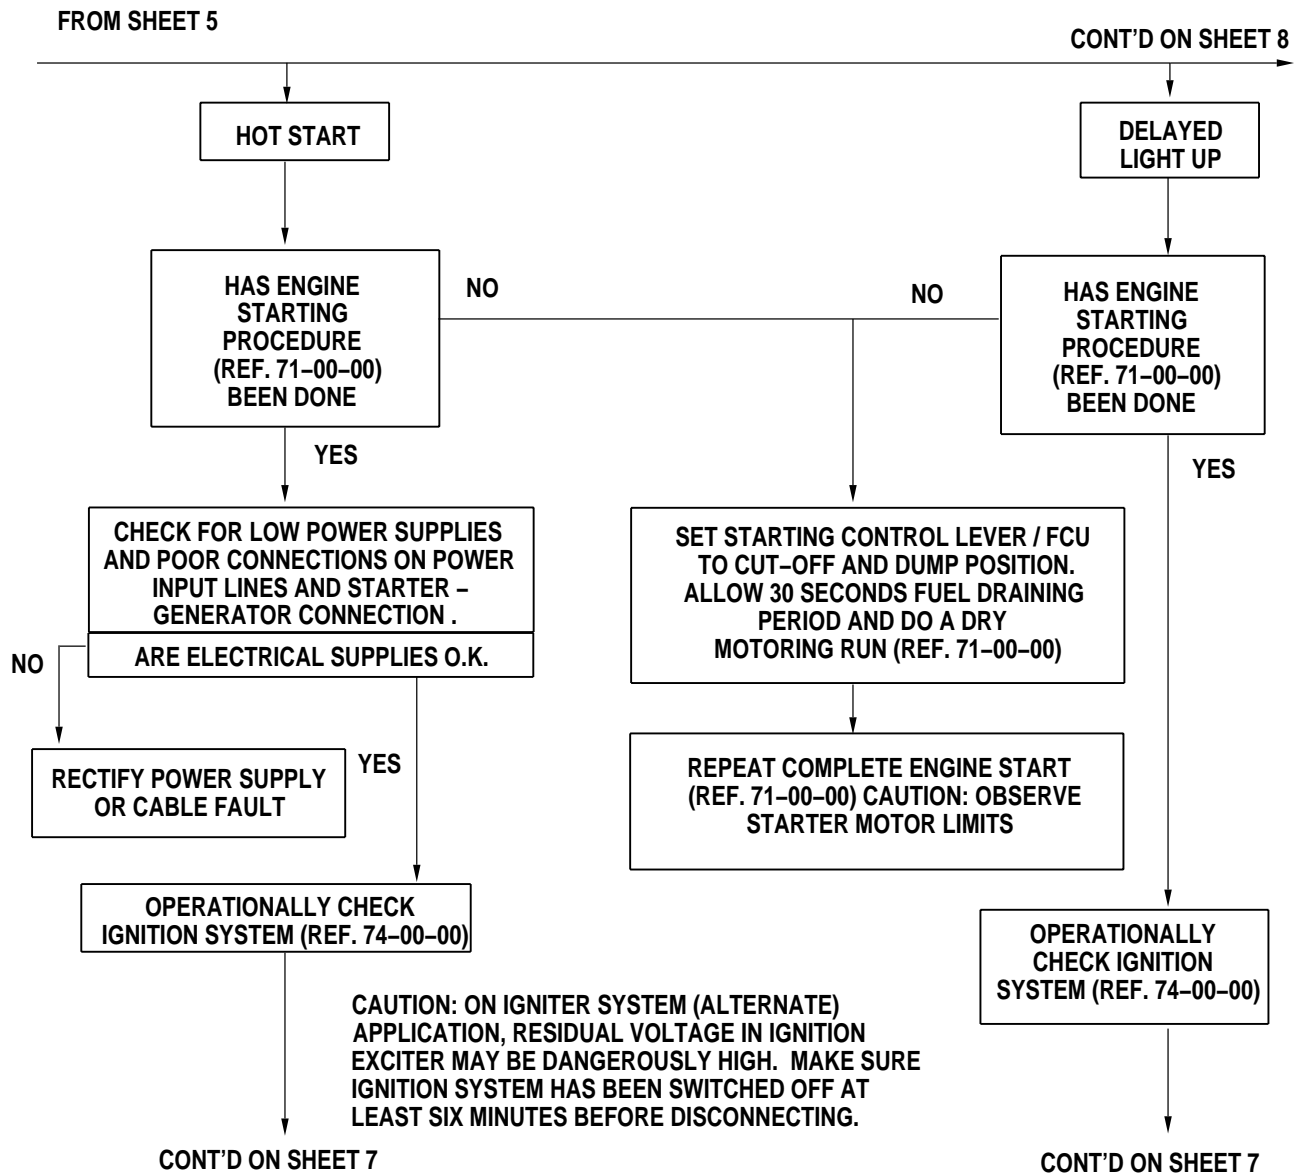 FROM SHEET 5
CONT'D ON SHEET 8
HOT START
DELAYED
LIGHT UP
HAS ENGINE
STARTING
PROCEDURE
(REF. 71–00–00)
BEEN DONE
NO
NO
HAS ENGINE
STARTING
PROCEDURE
(REF. 71–00–00)
BEEN DONE
YES
YES
CHECK FOR LOW POWER SUPPLIES
AND POOR CONNECTIONS ON POWER
INPUT LINES AND STARTER –
GENERATOR CONNECTION .
ARE ELECTRICAL SUPPLIES O.K.
SET STARTING CONTROL LEVER / FCU
TO CUT–OFF AND DUMP POSITION.
ALLOW 30 SECONDS FUEL DRAINING
PERIOD AND DO A DRY
MOTORING RUN (REF. 71–00–00)
NO
YES
RECTIFY POWER SUPPLY
OR CABLE FAULT
REPEAT COMPLETE ENGINE START
(REF. 71–00–00) CAUTION: OBSERVE
STARTER MOTOR LIMITS
OPERATIONALLY CHECK
IGNITION SYSTEM (REF. 74–00–00)
OPERATIONALLY
CHECK IGNITION
SYSTEM (REF. 74–00–00)
CAUTION: ON IGNITER SYSTEM (ALTERNATE)
APPLICATION, RESIDUAL VOLTAGE IN IGNITION
EXCITER MAY BE DANGEROUSLY HIGH.  MAKE SURE
IGNITION SYSTEM HAS BEEN SWITCHED OFF AT
LEAST SIX MINUTES BEFORE DISCONNECTING.
CONT'D ON SHEET 7
CONT'D ON SHEET 7